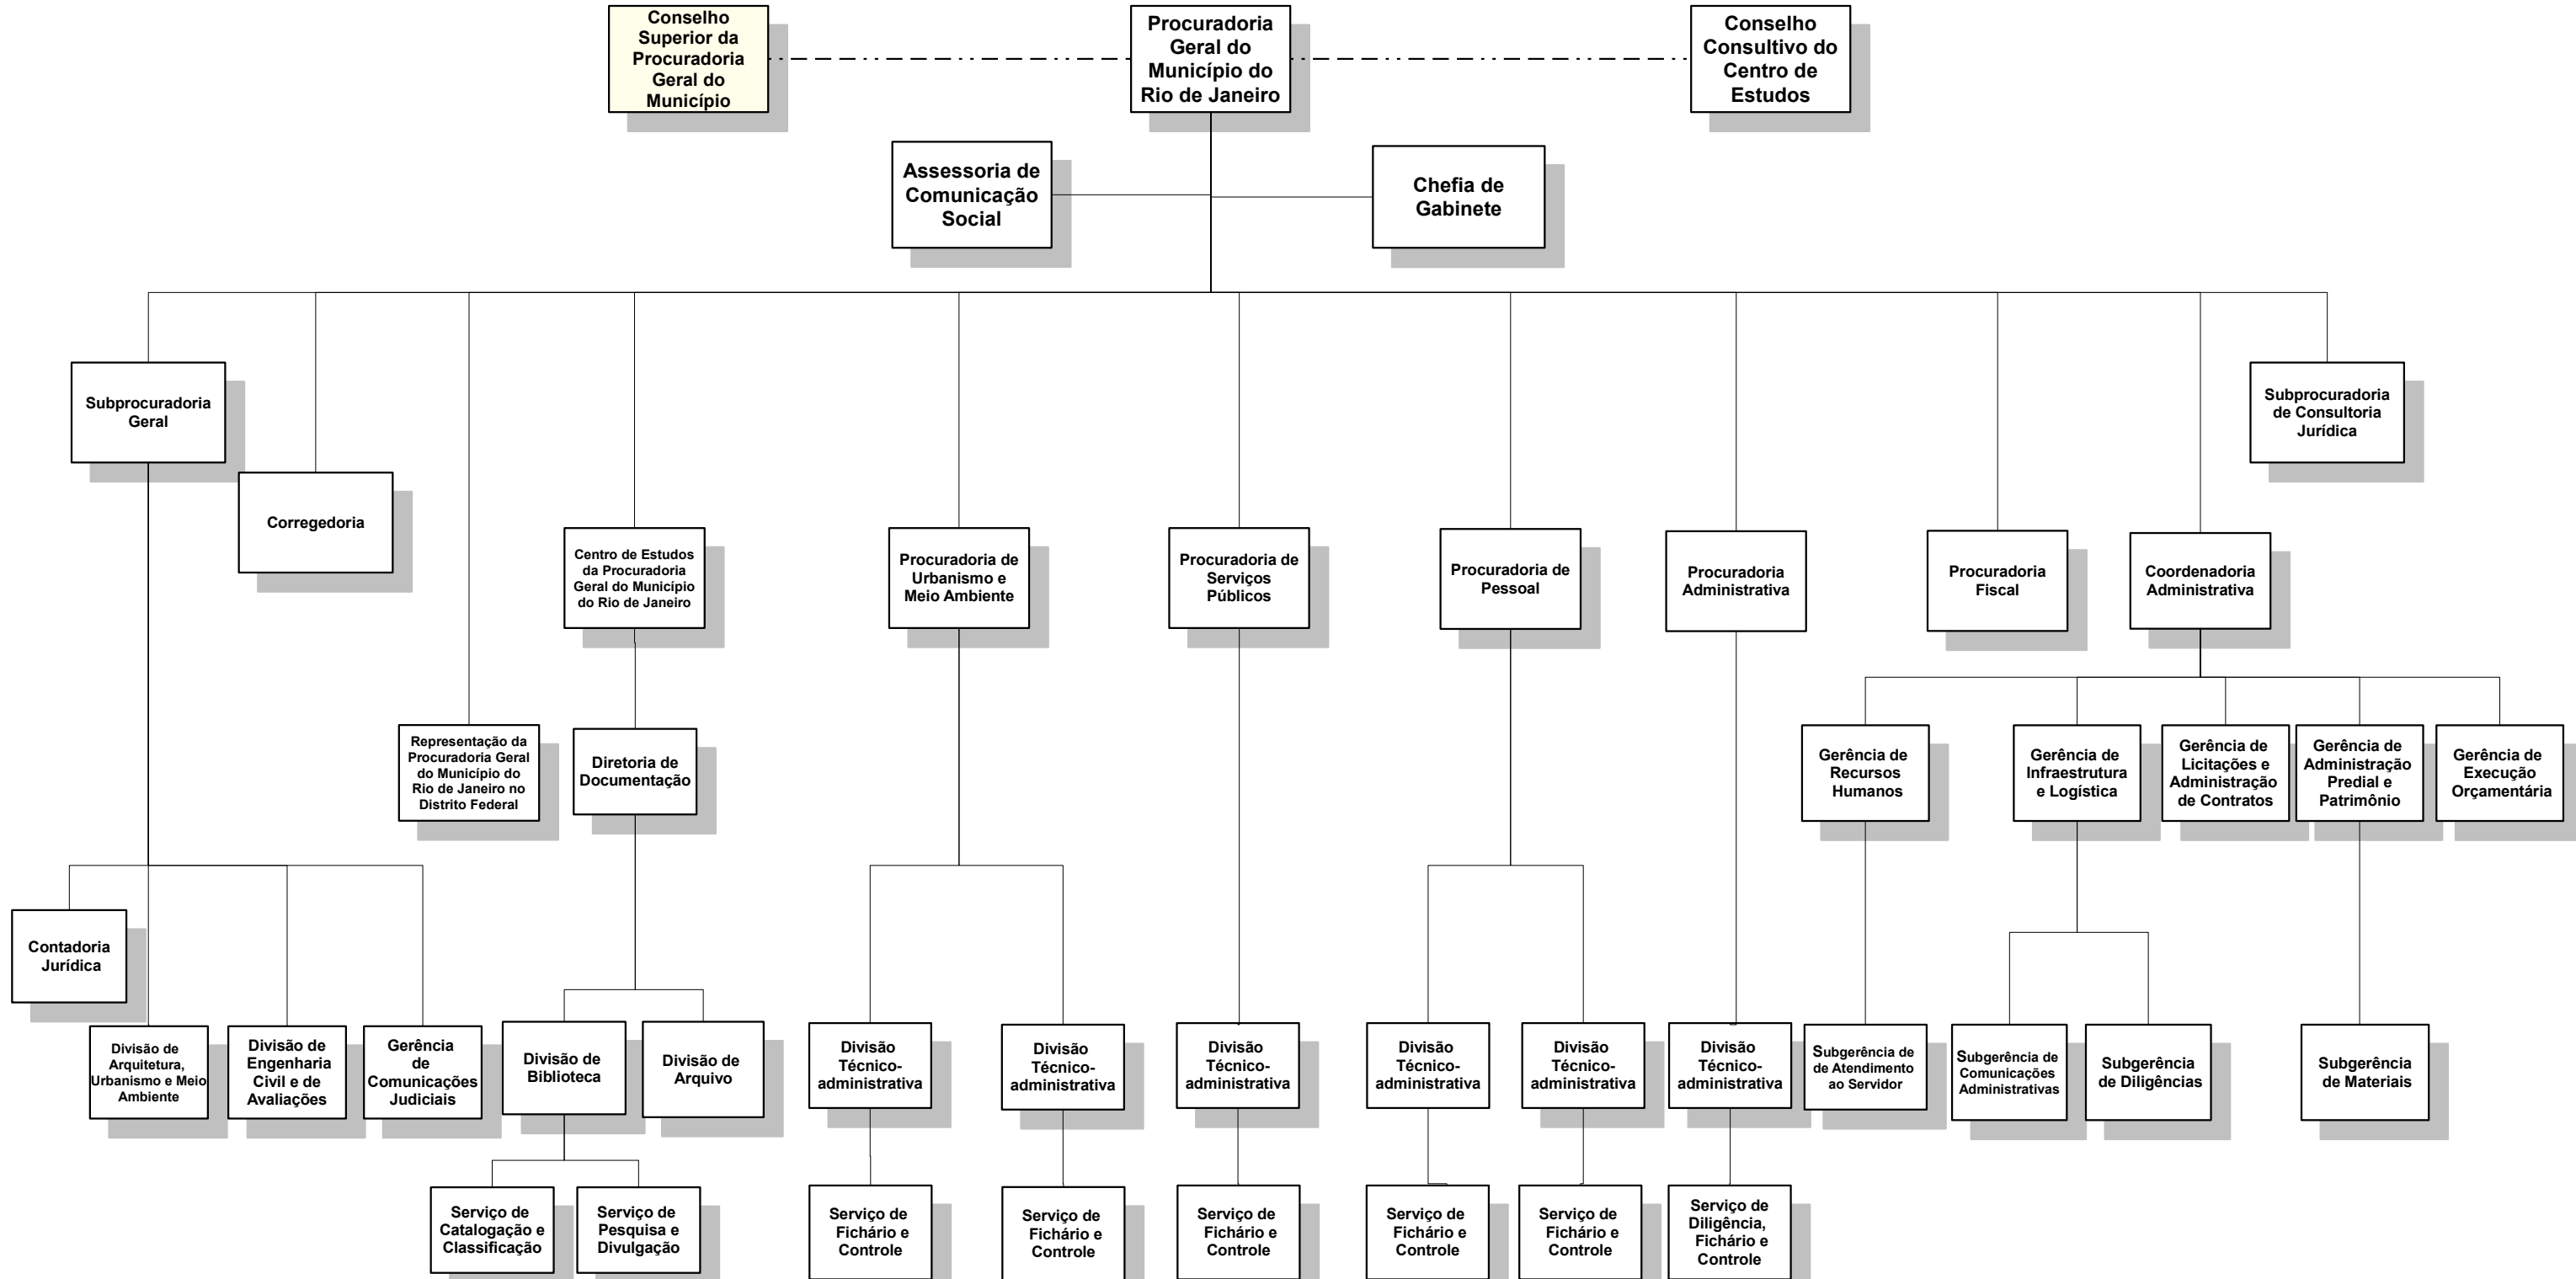 Conselho
Superior da
Procuradoria
Geral do
Município
Procuradoria
Geral do
Município do
Rio de Janeiro
Conselho
Consultivo do
Centro de
Estudos
Assessoria de
Comunicação
Social
Chefia de
Gabinete
Subprocuradoria
Geral
Subprocuradoria
de Consultoria
Jurídica
Corregedoria
Centro de Estudos
da Procuradoria
Geral do Município
do Rio de Janeiro
Procuradoria de
Urbanismo e
Meio Ambiente
Procuradoria de
Serviços
Públicos
Procuradoria de
Pessoal
Procuradoria
Administrativa
Procuradoria
Fiscal
Coordenadoria
Administrativa
Representação da
Procuradoria Geral
do Município do
Rio de Janeiro no
Distrito Federal
Diretoria de
Documentação
Gerência de
Recursos
Humanos
Gerência de
Infraestrutura
e Logística
Gerência de
Licitações e
Administração
de Contratos
Gerência de
Administração
Predial e
Patrimônio
Gerência de
Execução
Orçamentária
Contadoria
Jurídica
Divisão de
Arquitetura,
Urbanismo e Meio
Ambiente
Divisão de
Engenharia
Civil e de
Avaliações
Gerência
de
Comunicações
Judiciais
Divisão de
Biblioteca
Divisão de
Arquivo
Divisão
Técnico-
administrativa
Divisão
Técnico-
administrativa
Divisão
Técnico-
administrativa
Divisão
Técnico-
administrativa
Divisão
Técnico-
administrativa
Divisão
Técnico-
administrativa
Subgerência de
de Atendimento
ao Servidor
Subgerência de
Comunicações
Administrativas
Subgerência
de Diligências
Subgerência
de Materiais
Serviço de
Catalogação e
Classificação
Serviço de
Pesquisa e
Divulgação
Serviço de
Fichário e
Controle
Serviço de
Fichário e
Controle
Serviço de
Fichário e
Controle
Serviço de
Fichário e
Controle
Serviço de
Fichário e
Controle
Serviço de
Diligência,
Fichário e
Controle